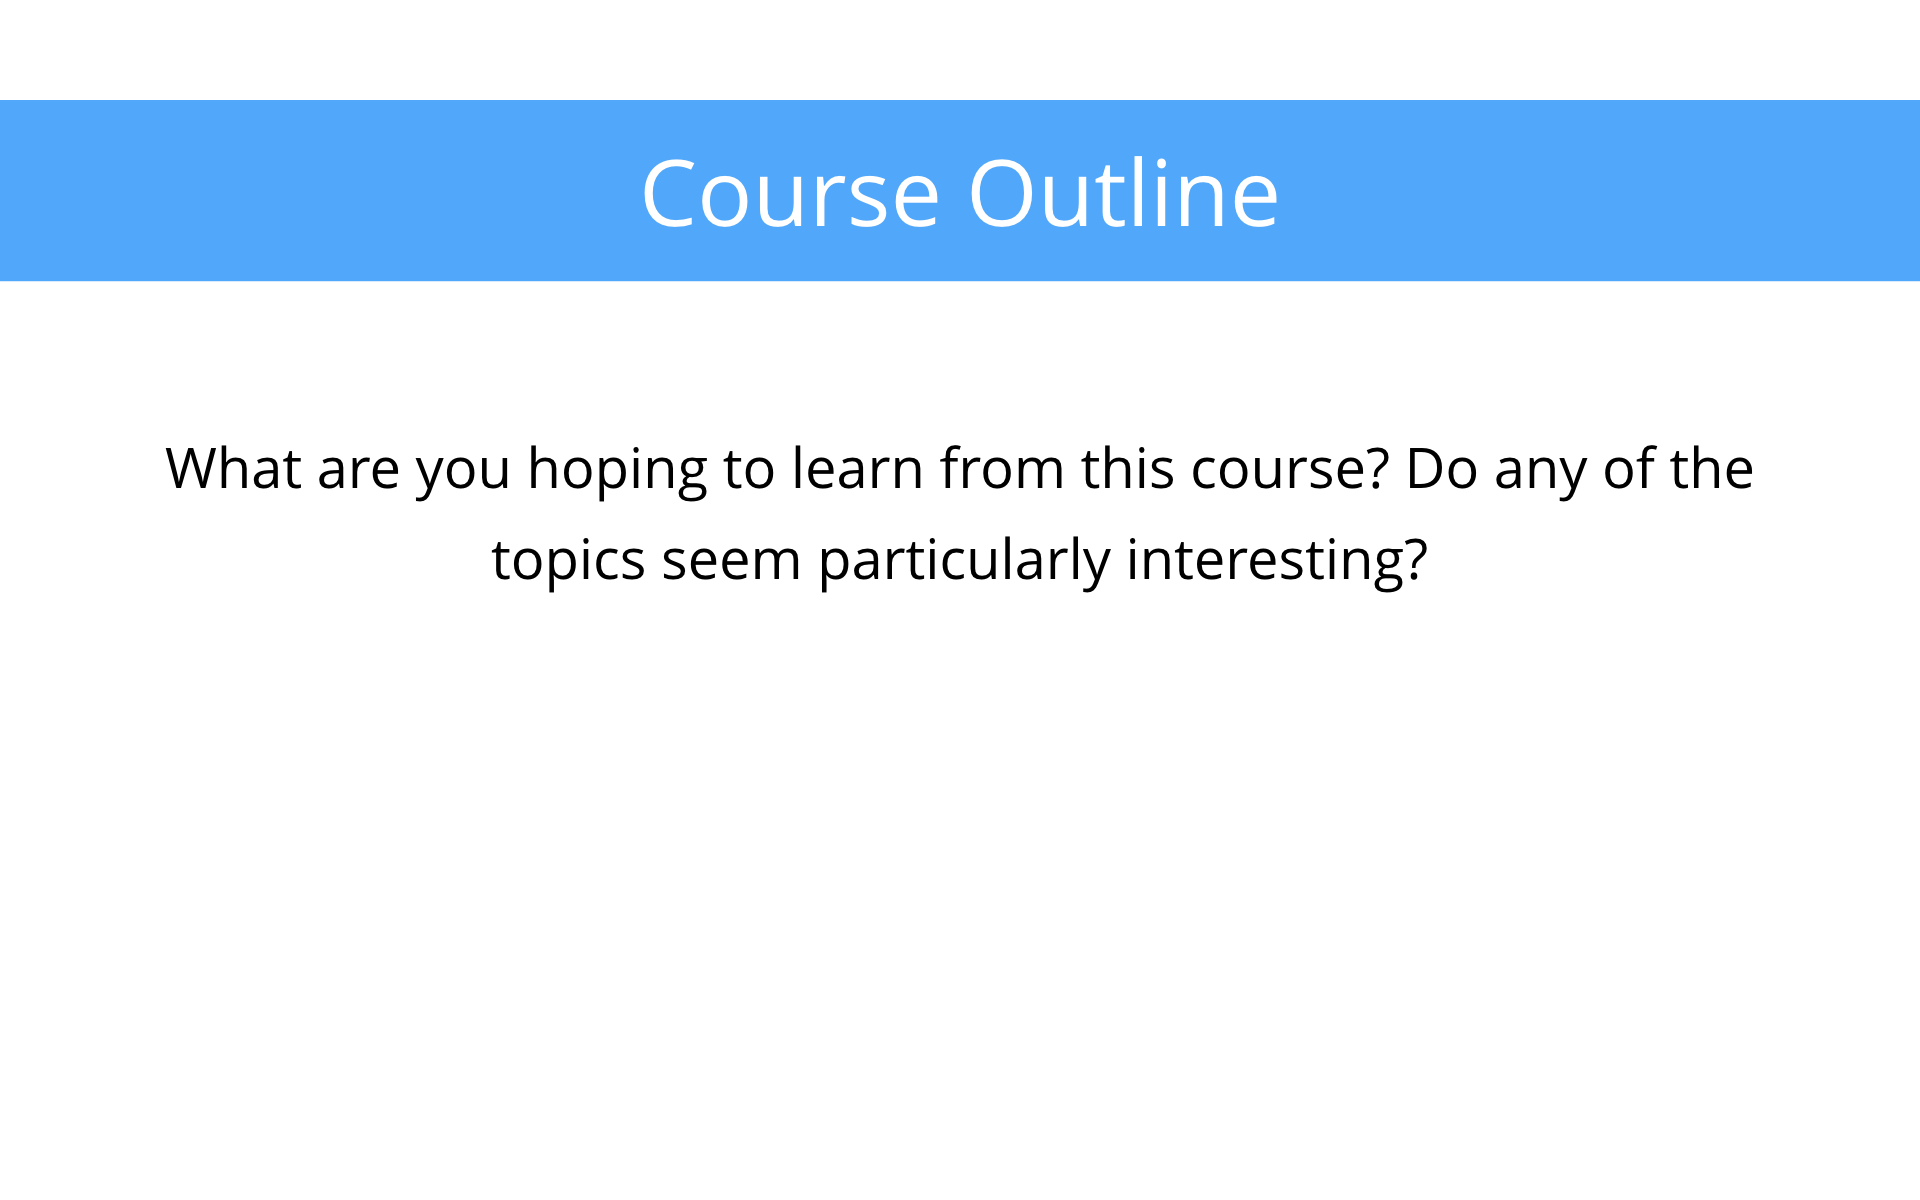 Course Outline
What are you hoping to learn from this course? Do any of the
topics seem particularly interesting?